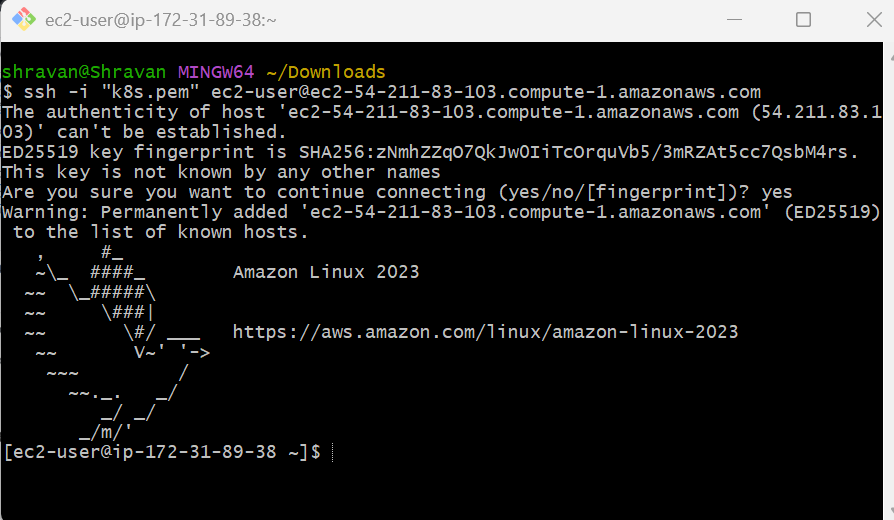 ec2-user@ip-172-31-89-38:~
shravan@Shravan MINGW64 ~/Downloads
$ ssh -i "k8s.pem" ec2-user@ec2-54-211-83-103.compute-1.amazonaws.com
The authenticity of host 'ec2-54-211-83-103.compute-1.amazonaws.com (54.211.83.1
03)' can't be established.
ED25519 key fingerprint is SHA256:zNmhZZqO7QkJwOIiTcOrquVb5/3mRZAt5cc7QsbM4rs.
This key is not known by any other names
Are you sure you want to continue connecting (yes/no/[fingerprint])? yes
Warning: Permanently added 'ec2-54-211-83-103.compute-1.amazonaws.com' (ED25519)
 to the list of known hosts.
   ,     #_
   ~\_  ####_        Amazon Linux 2023
  ~~  \_#####\
  ~~     \###|
  ~~       \#/ ___   https://aws.amazon.com/linux/amazon-linux-2023
   ~~       V~' '->
    ~~~         /
      ~~._.   _/
         _/ _/
       _/m/'
[ec2-user@ip-172-31-89-38 ~]$